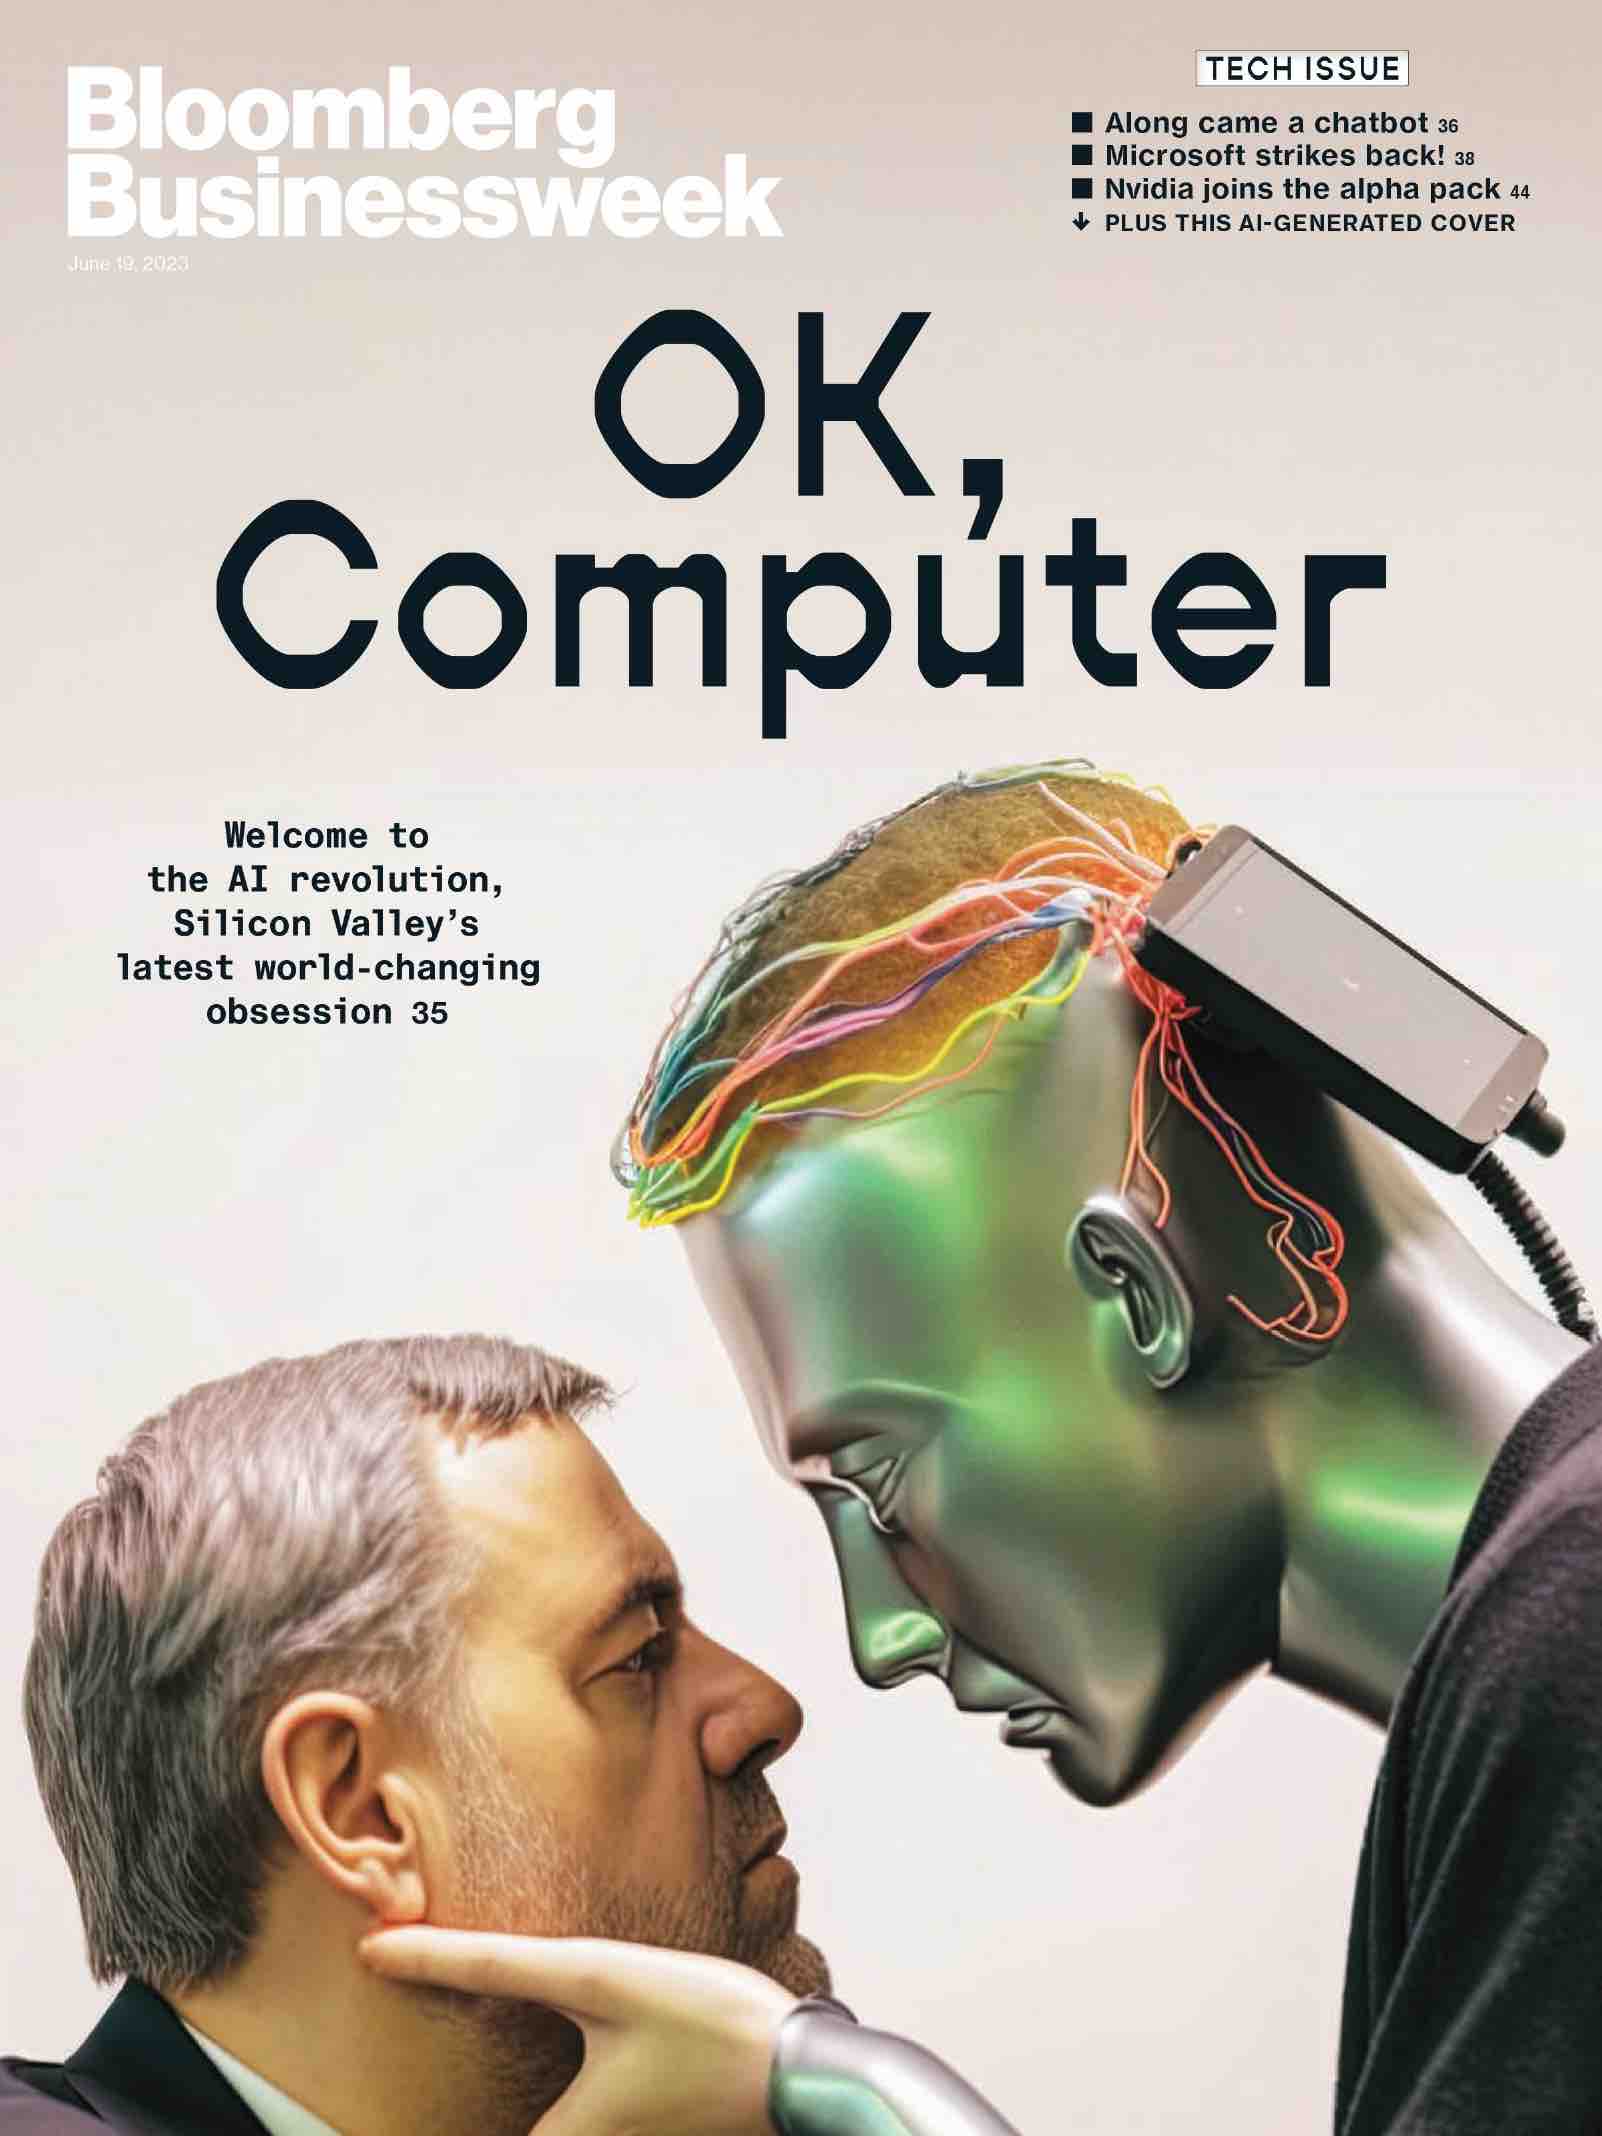 Bloomberg
Businessweek
June 19, 2023
TECH ISSUE
■ Along came a chatbot 36
■ Microsoft strikes back! 38
■ Nvidia joins the alpha pack 44
↓ PLUS THIS AI-GENERATED COVER
OK,
Computer
Welcome to
the AI revolution,
Silicon Valley’s
latest world-changing
obsession 35